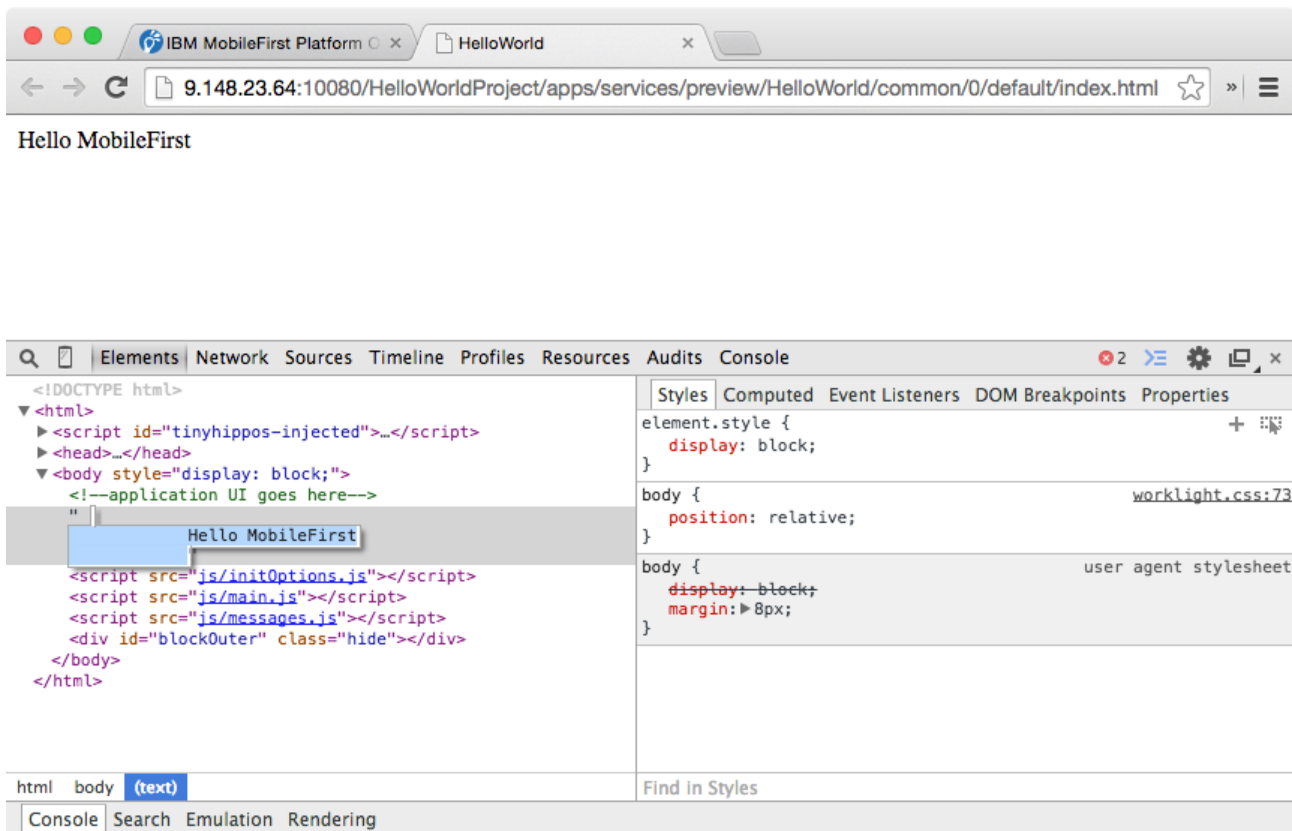 IBM MobileFirst Platform O
HelloWorld
9.148.23.64:10080/HelloWorldProject/apps/services/preview/HelloWorld/common/0/default/index.html
Hello MobileFirst
Elements Network Sources Timeline Profiles Resources Audits Console 2
<!DOCTYPE html>
<html>
<script id="tinyhippos-injected">…</script>
<head>…</head>
<body style="display: block;">
<!--application UI goes here-->
"
Hello MobileFirst
"
<script src="js/initOptions.js"></script>
<script src="js/main.js"></script>
<script src="js/messages.js"></script>
<div id="blockOuter" class="hide"></div>
</body>
</html>
html body (text)
Styles Computed Event Listeners DOM Breakpoints Properties
element.style {
display: block;
}
body { worklight.css:73
position: relative;
}
body { user agent stylesheet
display: block;
margin: 8px;
}
Find in Styles
Console Search Emulation Rendering